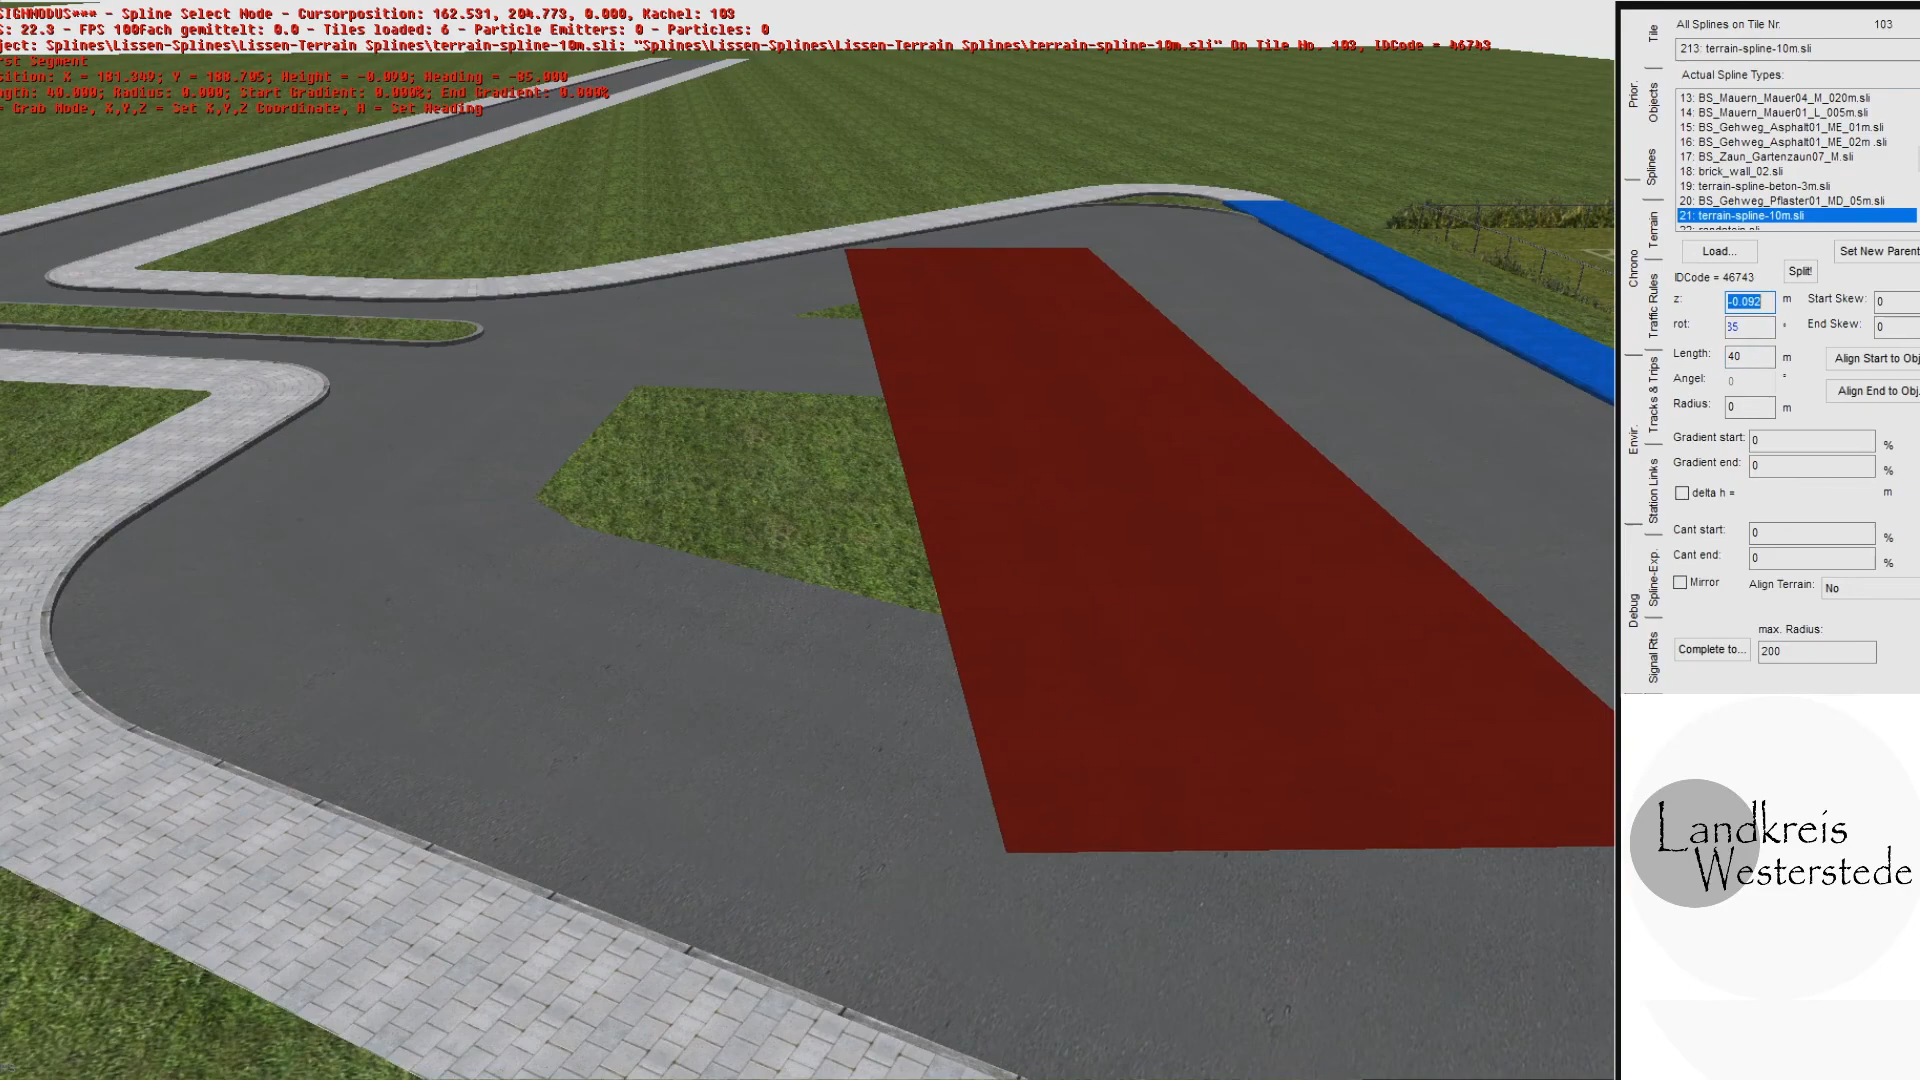 SIGNMODUS*** - Spline Select Mode - Cursorposition: 162.531, 204.773, 0.000, Kachel: 103
S: 22.3 - FPS 100Fach gemittelt: 0.0 - Tiles loaded: 6 - Particle Emitters: 0 - Particles: 0
ject: Splines\Lissen-Splines\Lissen-Terrain Splines\terrain-spline-10m.sli: "Splines\Lissen-Splines\Lissen-Terrain Splines\terrain-spline-10m.sli" On Tile No. 103, IDCode = 46743
rst Segment
sition: X = 181.349; Y = 188.795; Height = -0.090; Heading = -85.000
ngth: 40.000; Radius: 0.000; Start Gradient: 0.000%; End Gradient: 0.000%
= Grab Mode, X,Y,Z = Set X,Y,Z Coordinate, H = Set Heading
Tile
Prior.
Objects
Splines
Terrain
Chrono
Traffic Rules
Tracks & Trips
Envir.
Station Links
Spline-Exp.
Debug
Signal Rts
All Splines on Tile Nr. 103
213: terrain-spline-10m.sli
Actual Spline Types:
13: BS_Mauern_Mauer04_M_020m.sli
14: BS_Mauern_Mauer01_L_005m.sli
15: BS_Gehweg_Asphalt01_ME_01m.sli
16: BS_Gehweg_Asphalt01_ME_02m .sli
17: BS_Zaun_Gartenzaun07_M.sli
18: brick_wall_02.sli
19: terrain-spline-beton-3m.sli
20: BS_Gehweg_Pflaster01_MD_05m.sli
21: terrain-spline-10m.sli
Load... Set New Parent
IDCode = 46743 Split!
z: -0.092 m Start Skew: 0
rot: 35 ° End Skew: 0
Length: 40 m Align Start to Obj.
Angel: 0 °
Align End to Obj.
Radius: 0 m
Gradient start: 0 %
Gradient end: 0 %
delta h = m
Cant start: 0 %
Cant end: 0 %
Mirror Align Terrain: No
max. Radius:
Complete to... 200
Landkreis
Westerstede